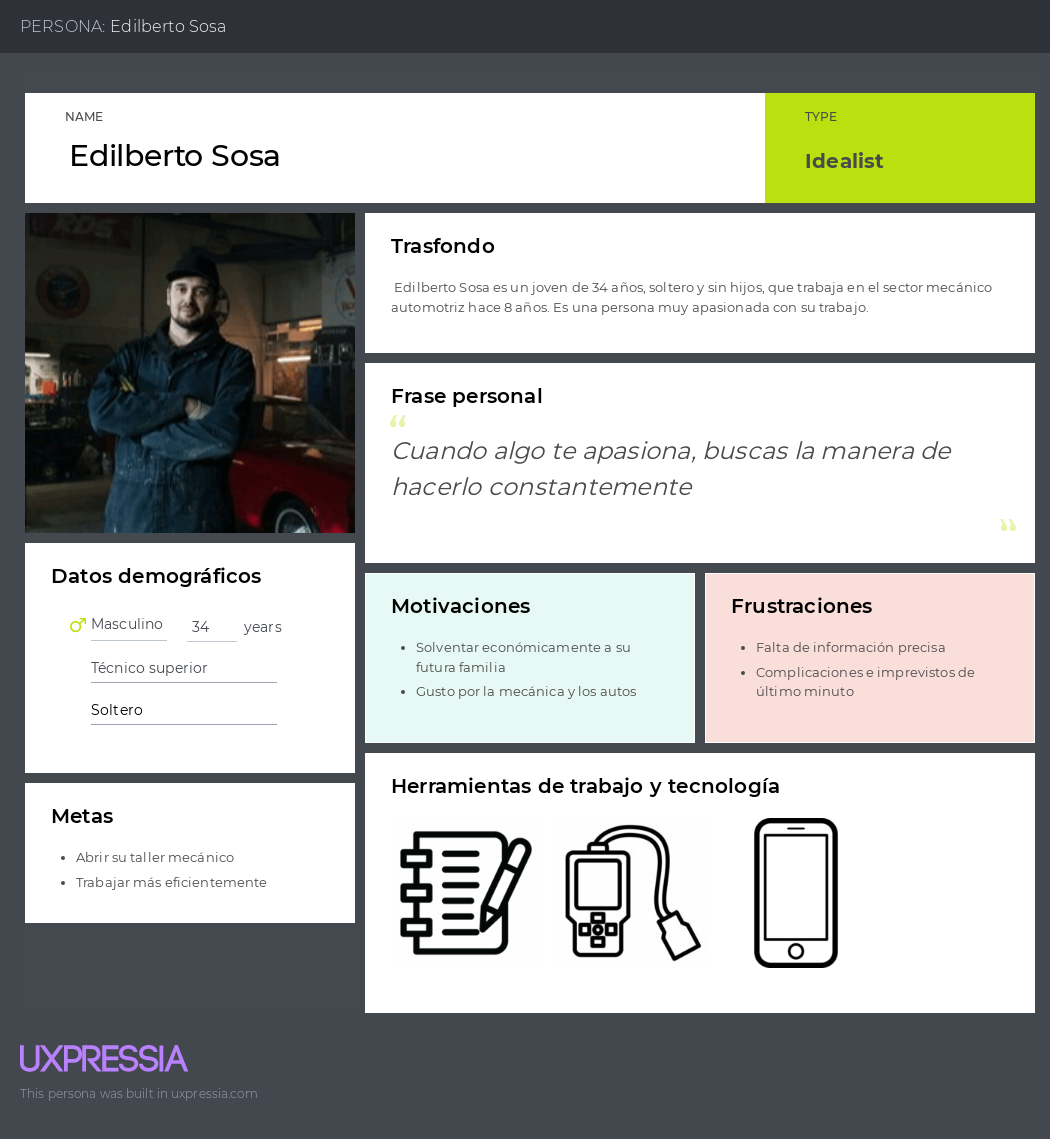 PERSONA: Edilberto Sosa
NAME
Edilberto Sosa
TYPE
Idealist
RDS
Trasfondo
Edilberto Sosa es un joven de 34 años, soltero y sin hijos, que trabaja en el sector mecánico
automotriz hace 8 años. Es una persona muy apasionada con su trabajo.
Frase personal
“
Cuando algo te apasiona, buscas la manera de
hacerlo constantemente
”
Datos demográficos
Masculino 34 years
Técnico superior
Soltero
Motivaciones
• Solventar económicamente a su
futura familia
• Gusto por la mecánica y los autos
Frustraciones
• Falta de información precisa
• Complicaciones e imprevistos de
último minuto
Metas
• Abrir su taller mecánico
• Trabajar más eficientemente
Herramientas de trabajo y tecnología
UXPRESSIA
This persona was built in uxpressia.com